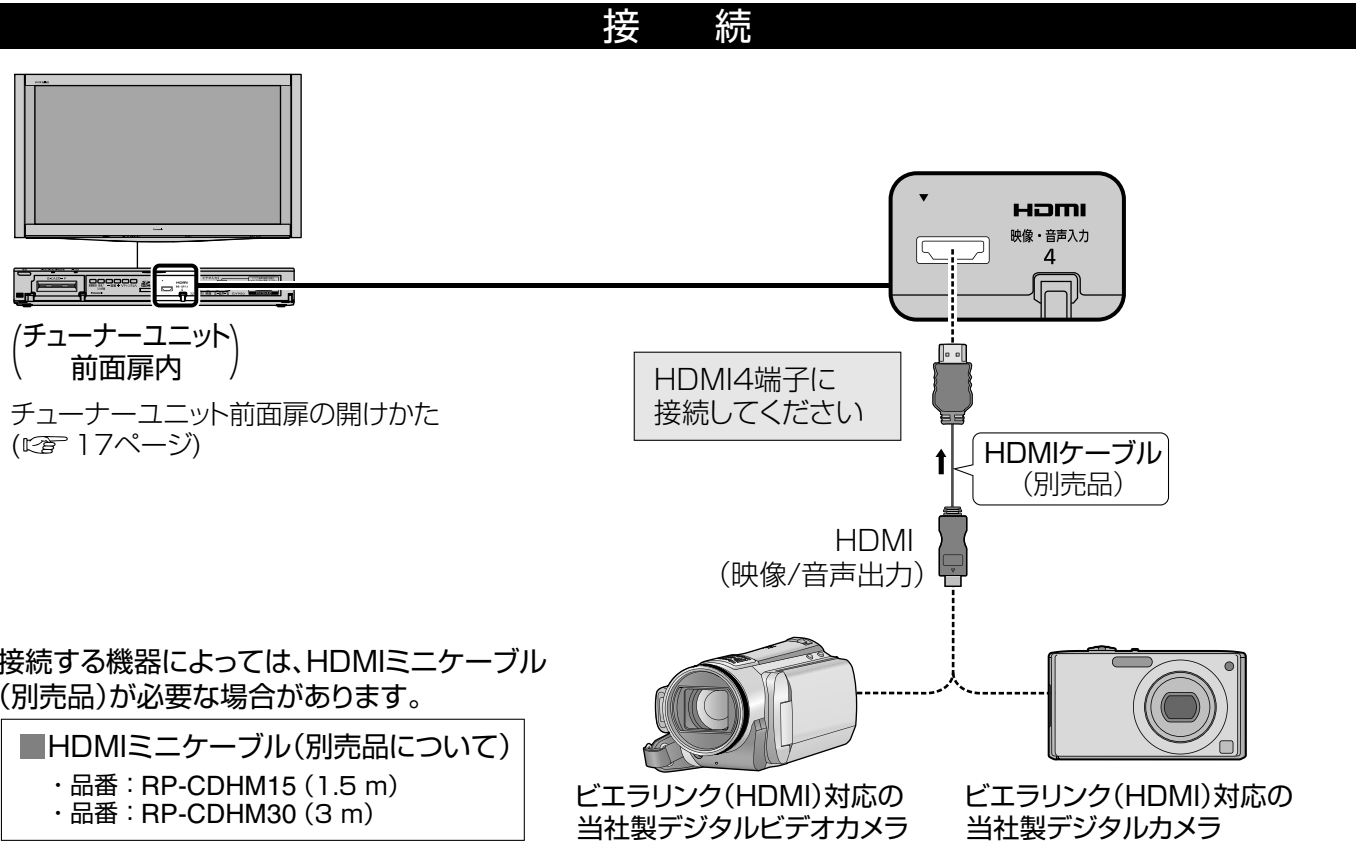 接　続
HDMI
映像・音声入力
4
(チューナーユニット
前面扉内)
チューナーユニット前面扉の開けかた
(☞ 17ページ)
HDMI4端子に
接続してください
HDMIケーブル
(別売品)
HDMI
(映像/音声出力)
接続する機器によっては、HDMIミニケーブル
(別売品)が必要な場合があります。
■HDMIミニケーブル(別売品について)
・品番：RP-CDHM15 (1.5 m)
・品番：RP-CDHM30 (3 m)
ビエラリンク(HDMI)対応の
当社製デジタルビデオカメラ
ビエラリンク(HDMI)対応の
当社製デジタルカメラ